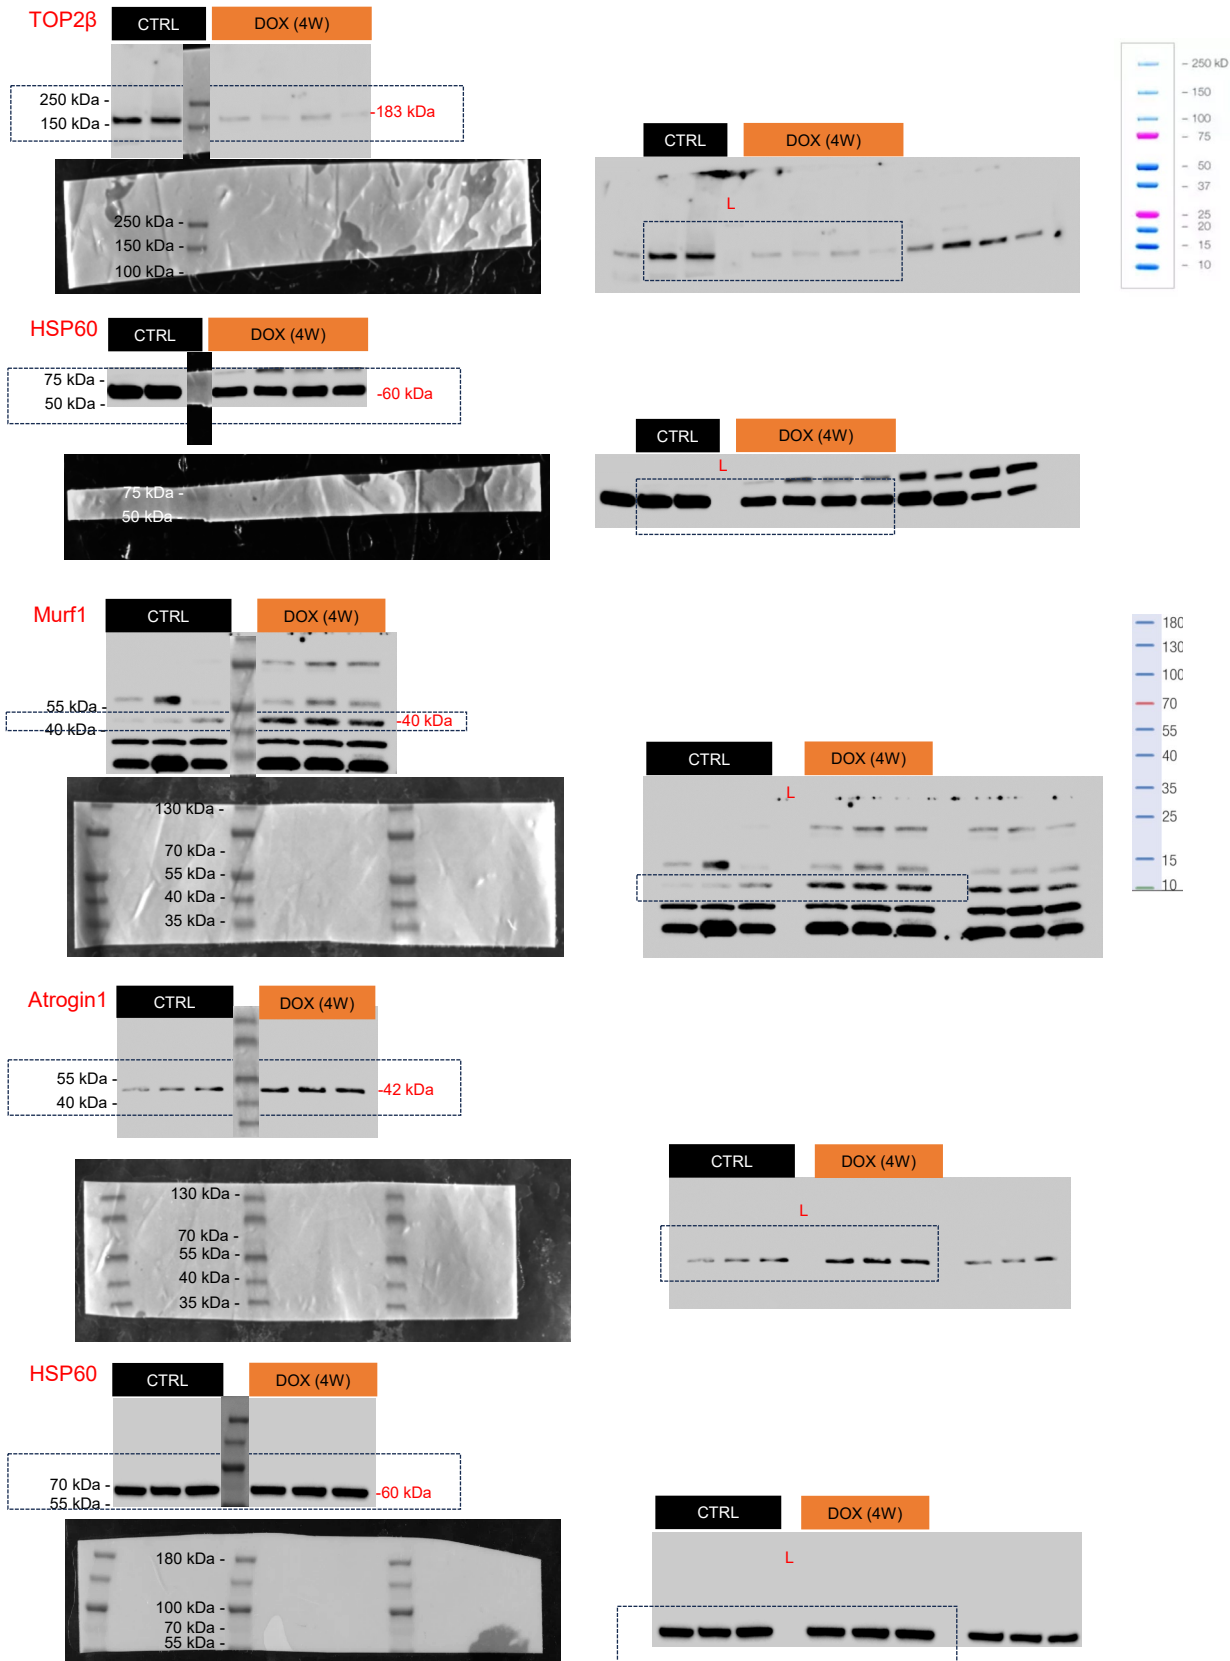 TOP2β
CTRL
DOX (4W)
250 kDa -
150 kDa -
-183 kDa
250 kDa -
150 kDa -
100 kDa -
CTRL
DOX (4W)
L
- 250 kD
- 150
- 100
- 75
- 50
- 37
- 25
- 20
- 15
- 10
HSP60
CTRL
DOX (4W)
75 kDa -
50 kDa -
-60 kDa
75 kDa -
50 kDa -
CTRL
DOX (4W)
L
Murf1
CTRL
DOX (4W)
55 kDa -
40 kDa -
-40 kDa
130 kDa -
70 kDa -
55 kDa -
40 kDa -
35 kDa -
CTRL
DOX (4W)
L
180
130
100
70
55
40
35
25
15
10
Atrogin1
CTRL
DOX (4W)
55 kDa -
40 kDa -
-42 kDa
130 kDa -
70 kDa -
55 kDa -
40 kDa -
35 kDa -
CTRL
DOX (4W)
L
HSP60
CTRL
DOX (4W)
70 kDa -
55 kDa -
-60 kDa
180 kDa -
100 kDa -
70 kDa -
55 kDa -
CTRL
DOX (4W)
L